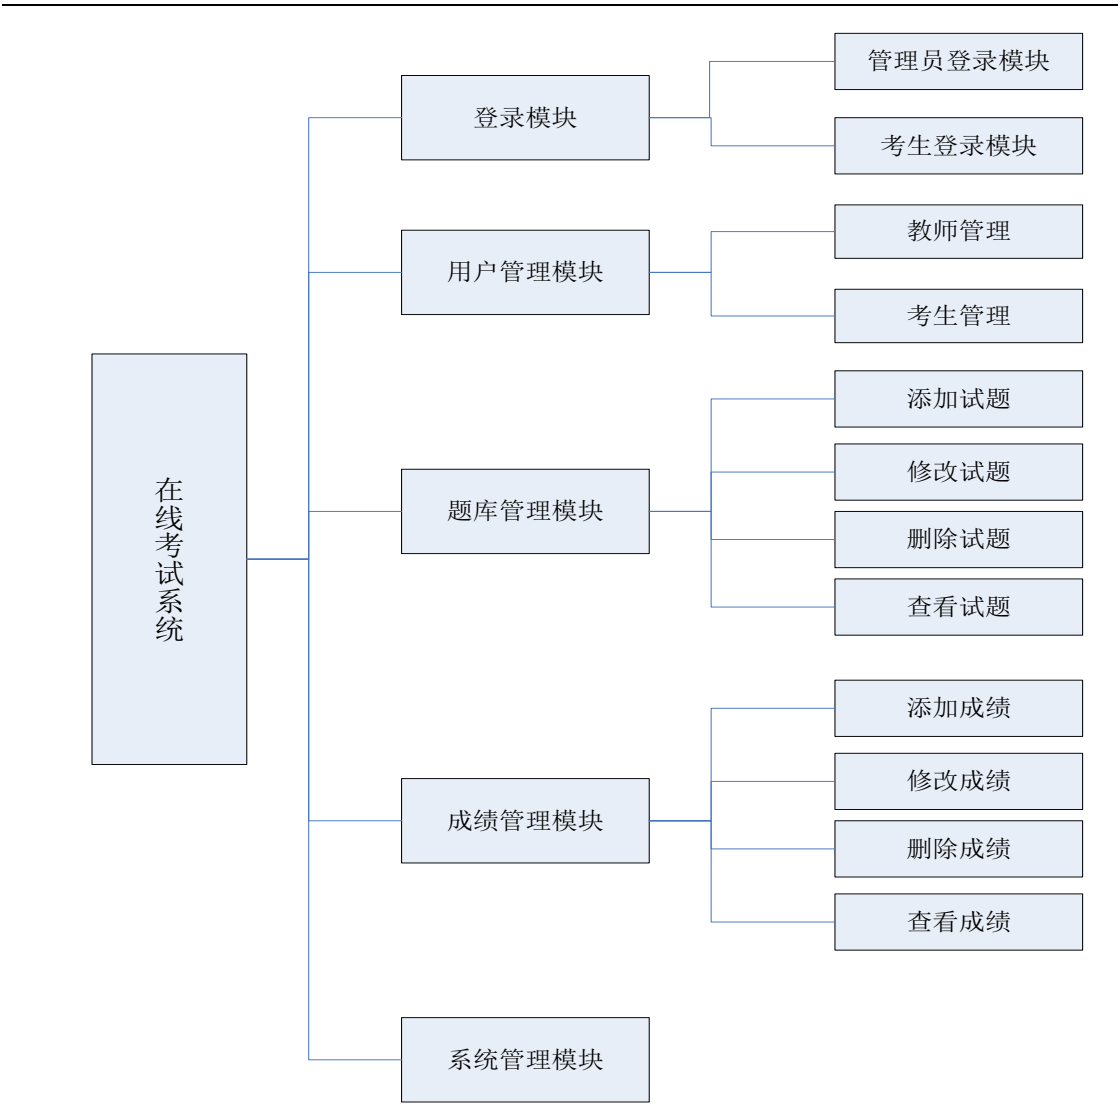 在线考试系统
登录模块
管理员登录模块
考生登录模块
用户管理模块
教师管理
考生管理
题库管理模块
添加试题
修改试题
删除试题
查看试题
成绩管理模块
添加成绩
修改成绩
删除成绩
查看成绩
系统管理模块